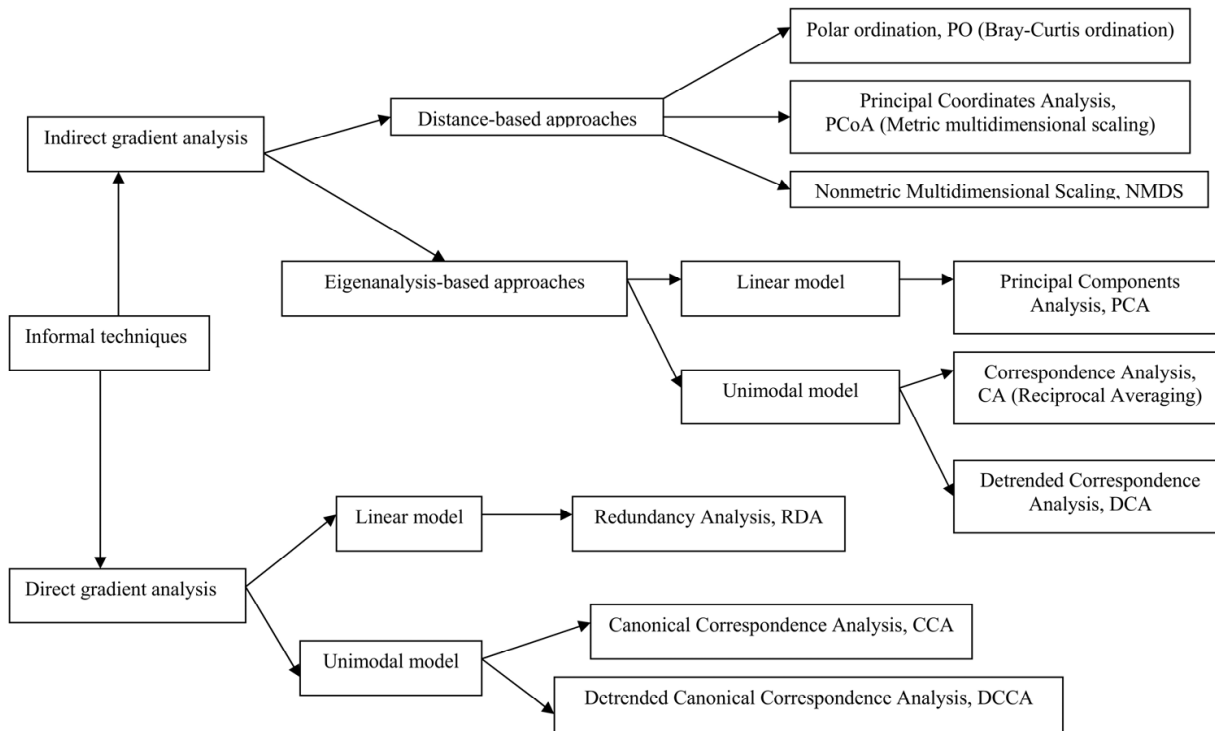 Polar ordination, PO (Bray-Curtis ordination)
Principal Coordinates Analysis,
PCoA (Metric multidimensional scaling)
Distance-based approaches
Indirect gradient analysis
Nonmetric Multidimensional Scaling, NMDS
Eigenanalysis-based approaches
Linear model
Principal Components
Analysis, PCA
Informal techniques
Unimodal model
Correspondence Analysis,
CA (Reciprocal Averaging)
Detrended Correspondence
Analysis, DCA
Linear model
Redundancy Analysis, RDA
Direct gradient analysis
Unimodal model
Canonical Correspondence Analysis, CCA
Detrended Canonical Correspondence Analysis, DCCA